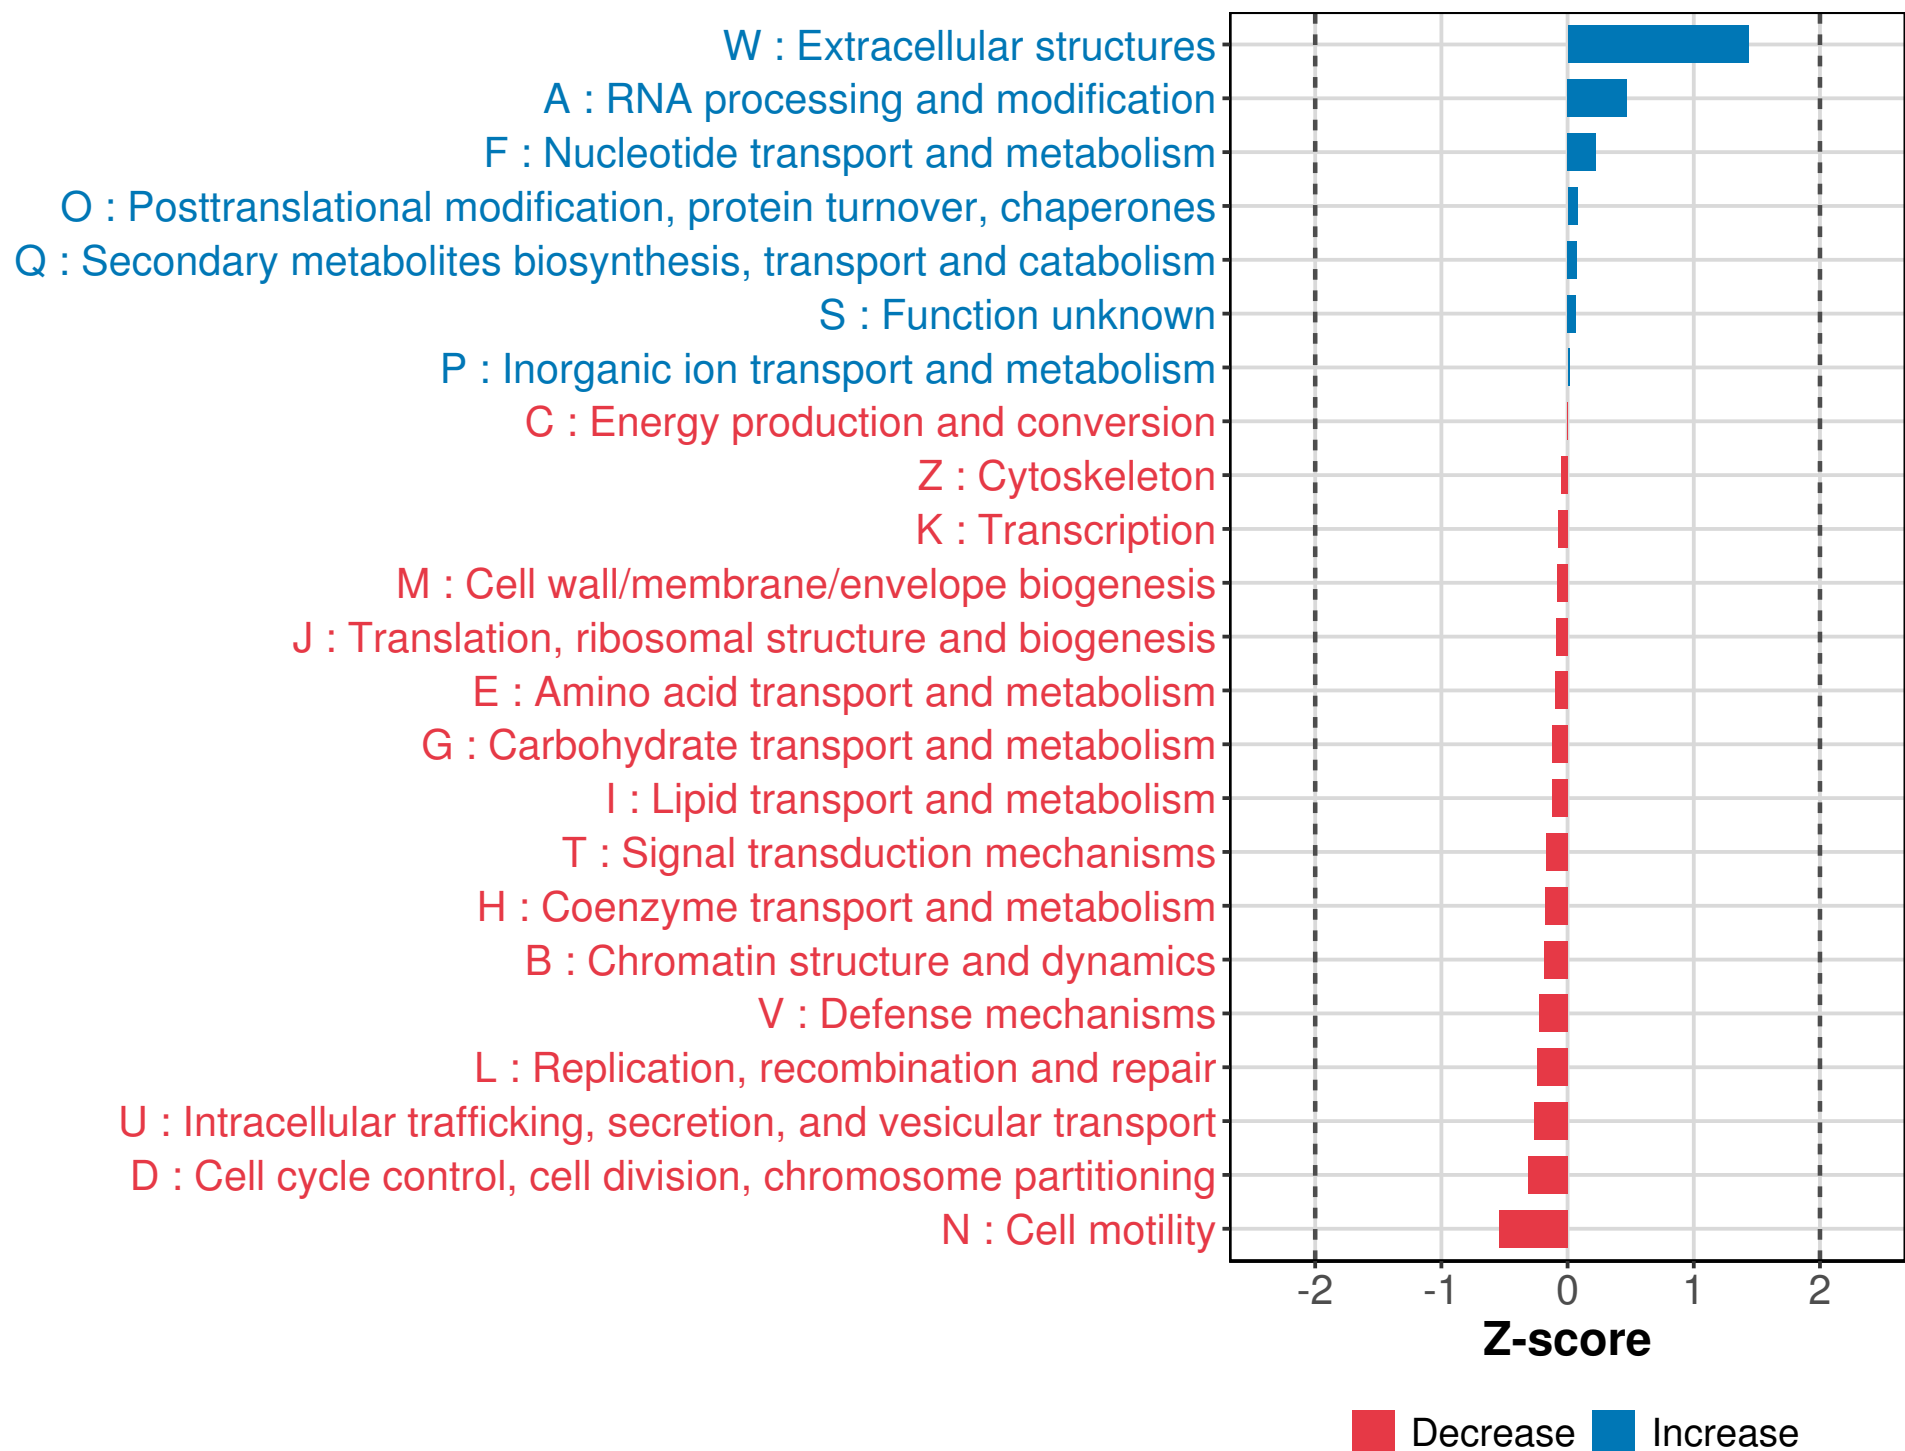 W : Extracellular structures
A : RNA processing and modification
F : Nucleotide transport and metabolism
O : Posttranslational modification, protein turnover, chaperones
Q : Secondary metabolites biosynthesis, transport and catabolism
S : Function unknown
P : Inorganic ion transport and metabolism
C : Energy production and conversion
Z : Cytoskeleton
K : Transcription
M : Cell wall/membrane/envelope biogenesis
J : Translation, ribosomal structure and biogenesis
E : Amino acid transport and metabolism
G : Carbohydrate transport and metabolism
I : Lipid transport and metabolism
T : Signal transduction mechanisms
H : Coenzyme transport and metabolism
B : Chromatin structure and dynamics
V : Defense mechanisms
L : Replication, recombination and repair
U : Intracellular trafficking, secretion, and vesicular transport
D : Cell cycle control, cell division, chromosome partitioning
N : Cell motility
-2 -1 0 1 2
Z-score
Decrease Increase